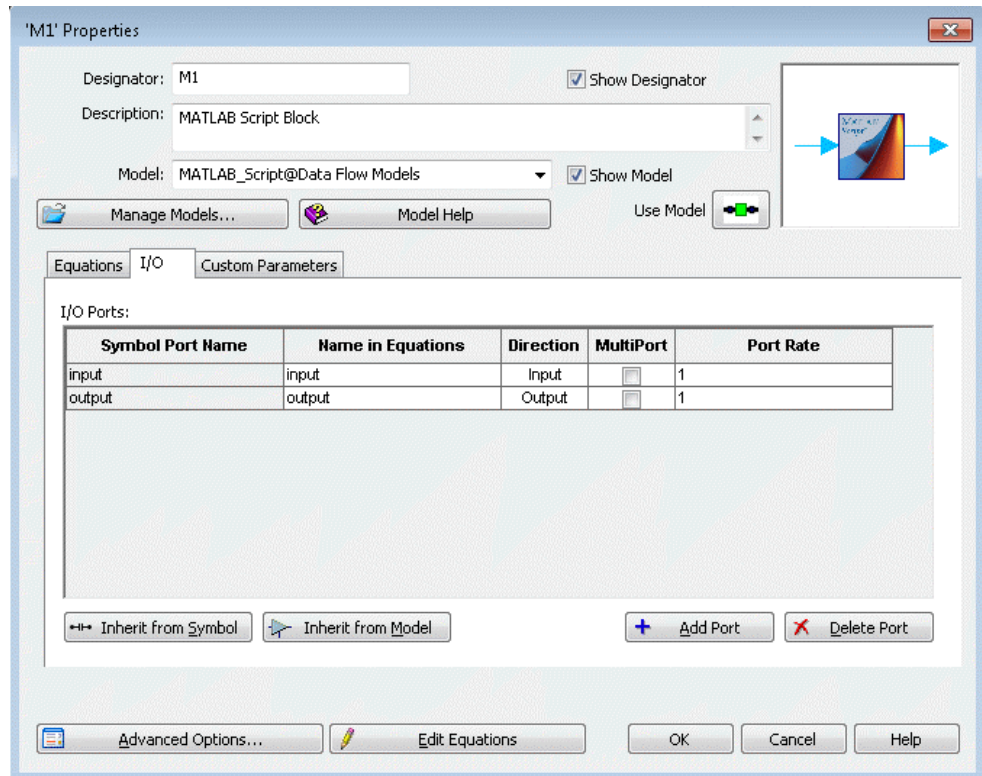 'M1' Properties
Designator: M1
Show Designator
Description: MATLAB Script Block
Model: MATLAB_Script@Data Flow Models
Show Model
Manage Models...
Model Help
Use Model
Equations I/O Custom Parameters
I/O Ports:
Symbol Port Name Name in Equations Direction MultiPort Port Rate
input input Input 1
output output Output 1
Inherit from Symbol
Inherit from Model
Add Port
Delete Port
Advanced Options...
Edit Equations
OK
Cancel
Help